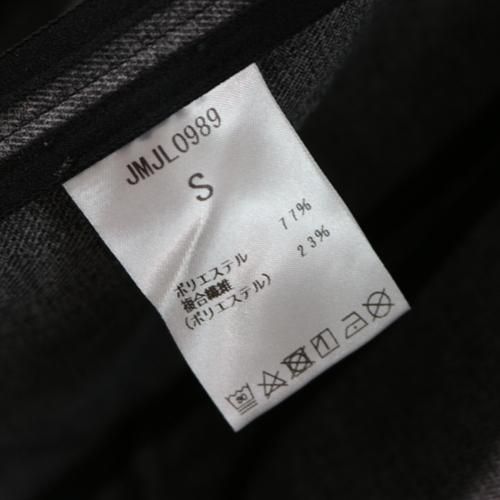 JMJL0989
S
ポリエステル 77%
複合繊維 23%
(ポリエステル)